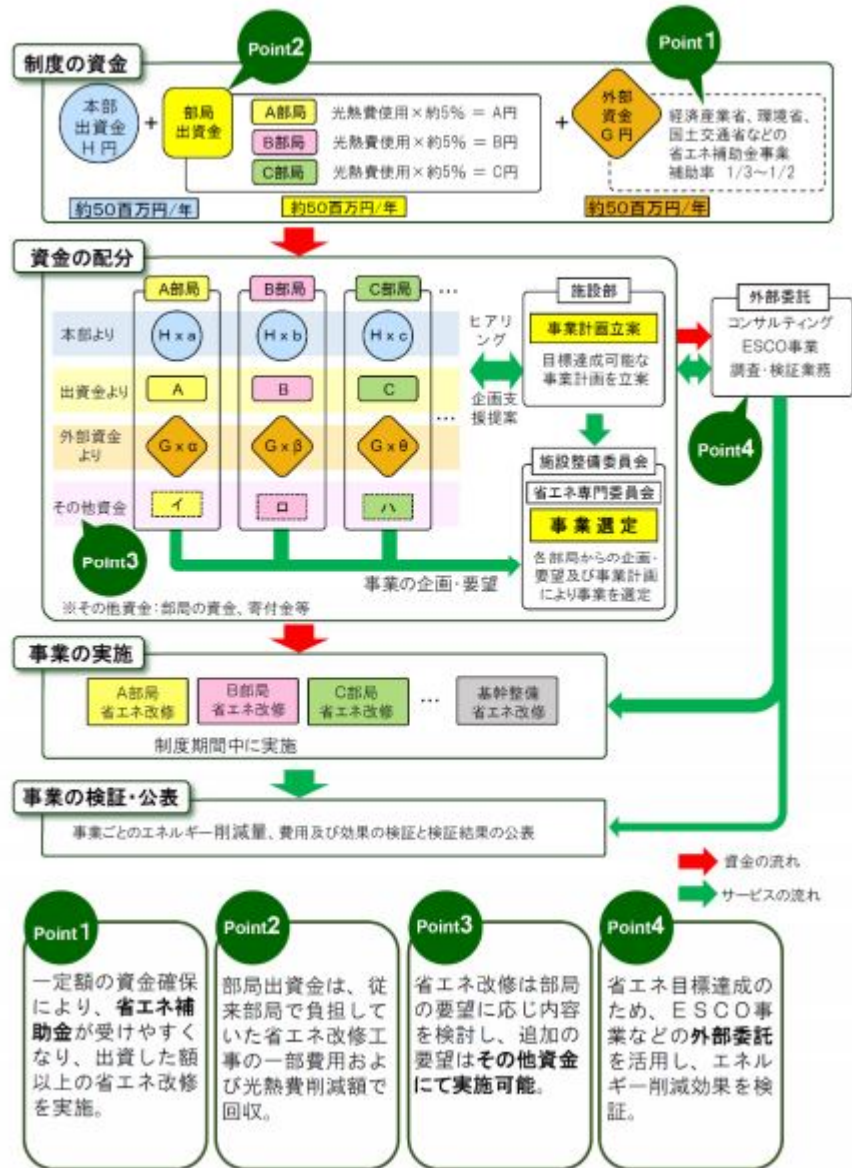 制度の資金
Point2
Point1
本部
出資金
H円
+
部局
出資金
A部局 光熱費使用×約5% = A円
B部局 光熱費使用×約5% = B円
C部局 光熱費使用×約5% = C円
+
外部
資金
G円
経済産業省、環境省、
国土交通省などの
省エネ補助金事業
補助率 1/3~1/2
約50百万円/年
約50百万円/年
約50百万円/年
資金の配分
A部局
B部局
C部局
…
本部より
H x a
H x b
H x c
出資金より
A
B
C
外部資金
より
G x α
G x β
G x θ
…
その他資金
イ
ロ
ハ
Point3
※その他資金:部局の資金、寄付金等
事業の企画・要望
ヒアリ
ング
企画支
援提案
施設部
事業計画立案
目標達成可能な
事業計画を立案
施設整備委員会
省エネ専門委員会
事業選定
各部局からの企画・
要望及び事業計画
により事業を選定
外部委託
コンサルティング
ESCO事業
調査・検証業務
Point4
事業の実施
A部局
省エネ改修
B部局
省エネ改修
C部局
省エネ改修
…
基幹整備
省エネ改修
制度期間中に実施
事業の検証・公表
事業ごとのエネルギー削減量、費用及び効果の検証と検証結果の公表
資金の流れ
サービスの流れ
Point1
一定額の資金確保
により、省エネ補
助金が受けやすく
なり、出資した額
以上の省エネ改修
を実施。
Point2
部局出資金は、従
来部局で負担して
いた省エネ改修工
事の一部費用およ
び光熱費削減額で
回収。
Point3
省エネ改修は部局
の要望に応じ内容
を検討し、追加の
要望はその他資金
にて実施可能。
Point4
省エネ目標達成の
ため、ESCO事
業などの外部委託
を活用し、エネル
ギー削減効果を検
証。